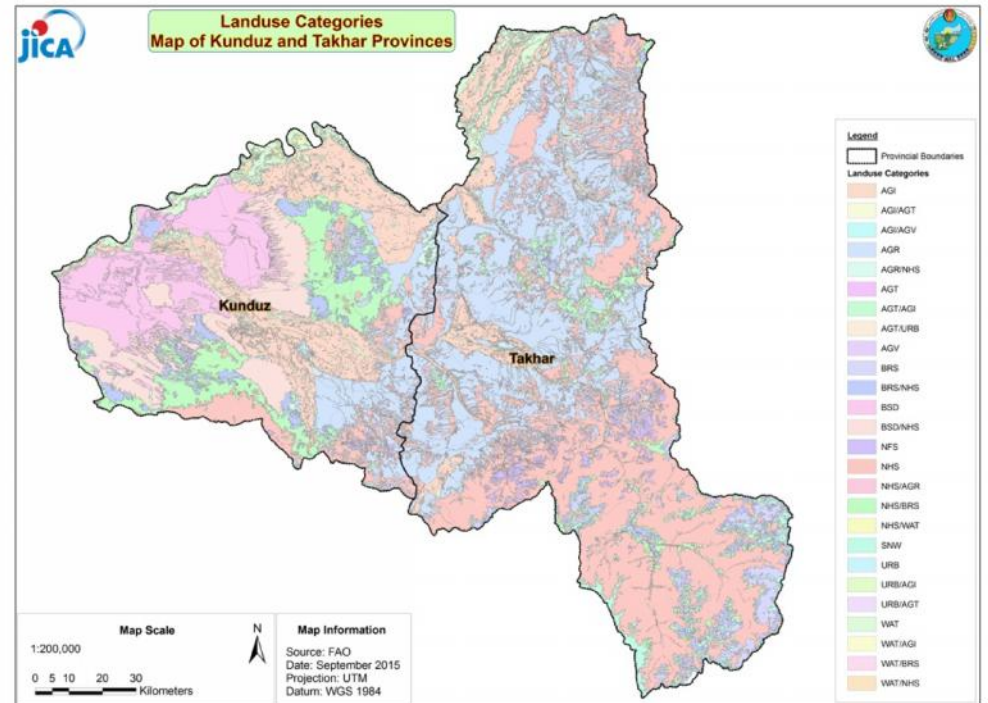 JICA
Landuse Categories
Map of Kunduz and Takhar Provinces
Kunduz
Takhar
Legend
Provincial Boundaries
Landuse Categories
AGI
AGI/AGT
AGI/AGV
AGR
AGR/NHS
AGT
AGT/AGI
AGT/URB
AGV
BRS
BRS/NHS
BSD
BSD/NHS
NFS
NHS
NHS/AGR
NHS/BRS
NHS/WAT
SNW
URB
URB/AGI
URB/AGT
WAT
WAT/AGI
WAT/BRS
WAT/NHS
Map Scale
1:200,000
0 5 10 20 30
Kilometers
N
Map Information
Source: FAO
Date: September 2015
Projection: UTM
Datum: WGS 1984